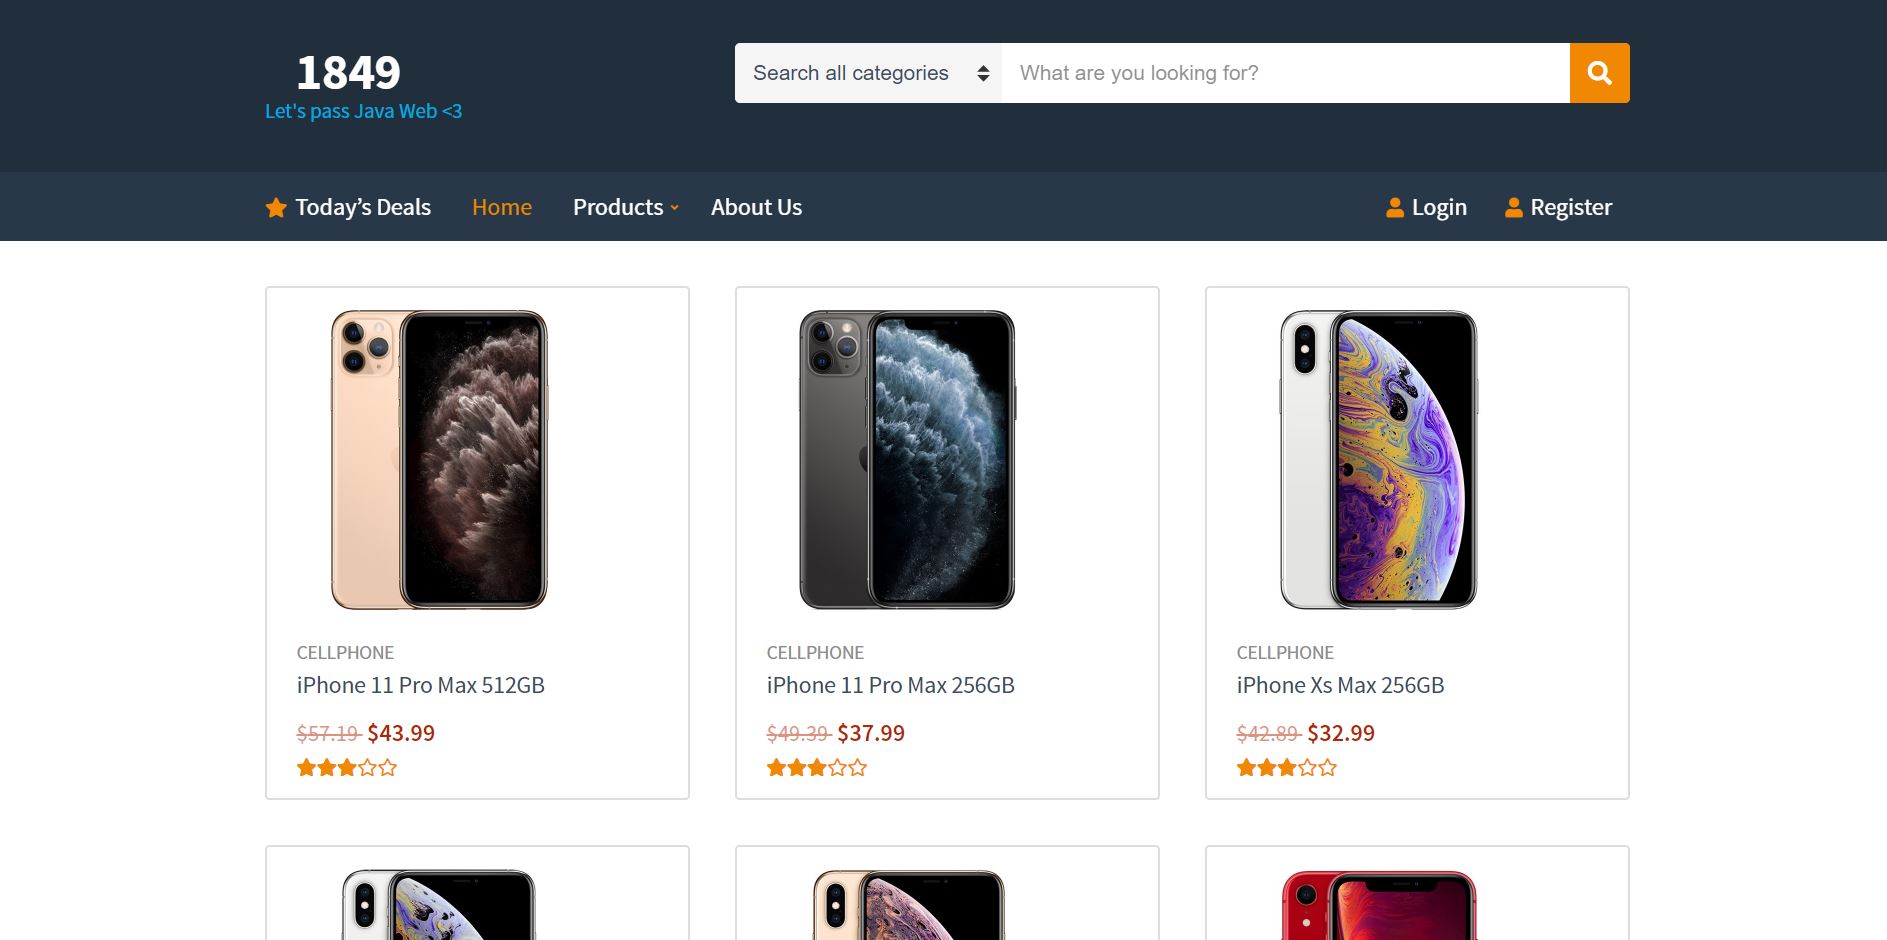 1849
Let's pass Java Web <3
Search all categories
What are you looking for?
Today’s Deals
Home
Products
About Us
Login
Register
CELLPHONE
iPhone 11 Pro Max 512GB
$57.19 $43.99
CELLPHONE
iPhone 11 Pro Max 256GB
$49.39 $37.99
CELLPHONE
iPhone Xs Max 256GB
$42.89 $32.99